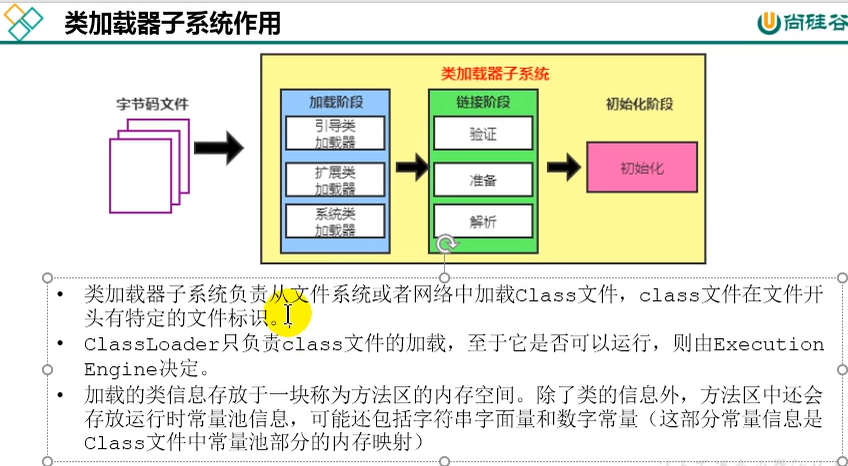 类加载器子系统作用
尚硅谷
类加载器子系统
字节码文件
加载阶段
引导类
加载器
扩展类
加载器
系统类
加载器
链接阶段
验证
准备
解析
初始化阶段
初始化
• 类加载器子系统负责从文件系统或者网络中加载Class文件，class文件在文件开
头有特定的文件标识。
• ClassLoader只负责class文件的加载，至于它是否可以运行，则由Execution
Engine决定。
• 加载的类信息存放于一块称为方法区的内存空间。除了类的信息外，方法区中还会
存放运行时常量池信息，可能还包括字符串字面量和数字常量（这部分常量信息是
Class文件中常量池部分的内存映射）